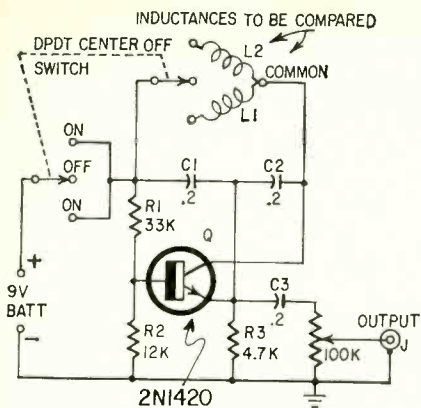 INDUCTANCES TO BE COMPARED
DPDT CENTER OFF
SWITCH
L2
COMMON
L1
ON
OFF
ON
C1
.2
C2
.2
R1
33K
Q
+
9V
BATT
-
R2
12K
C3
.2
R3
4.7K
100K
OUTPUT
J
2N1420